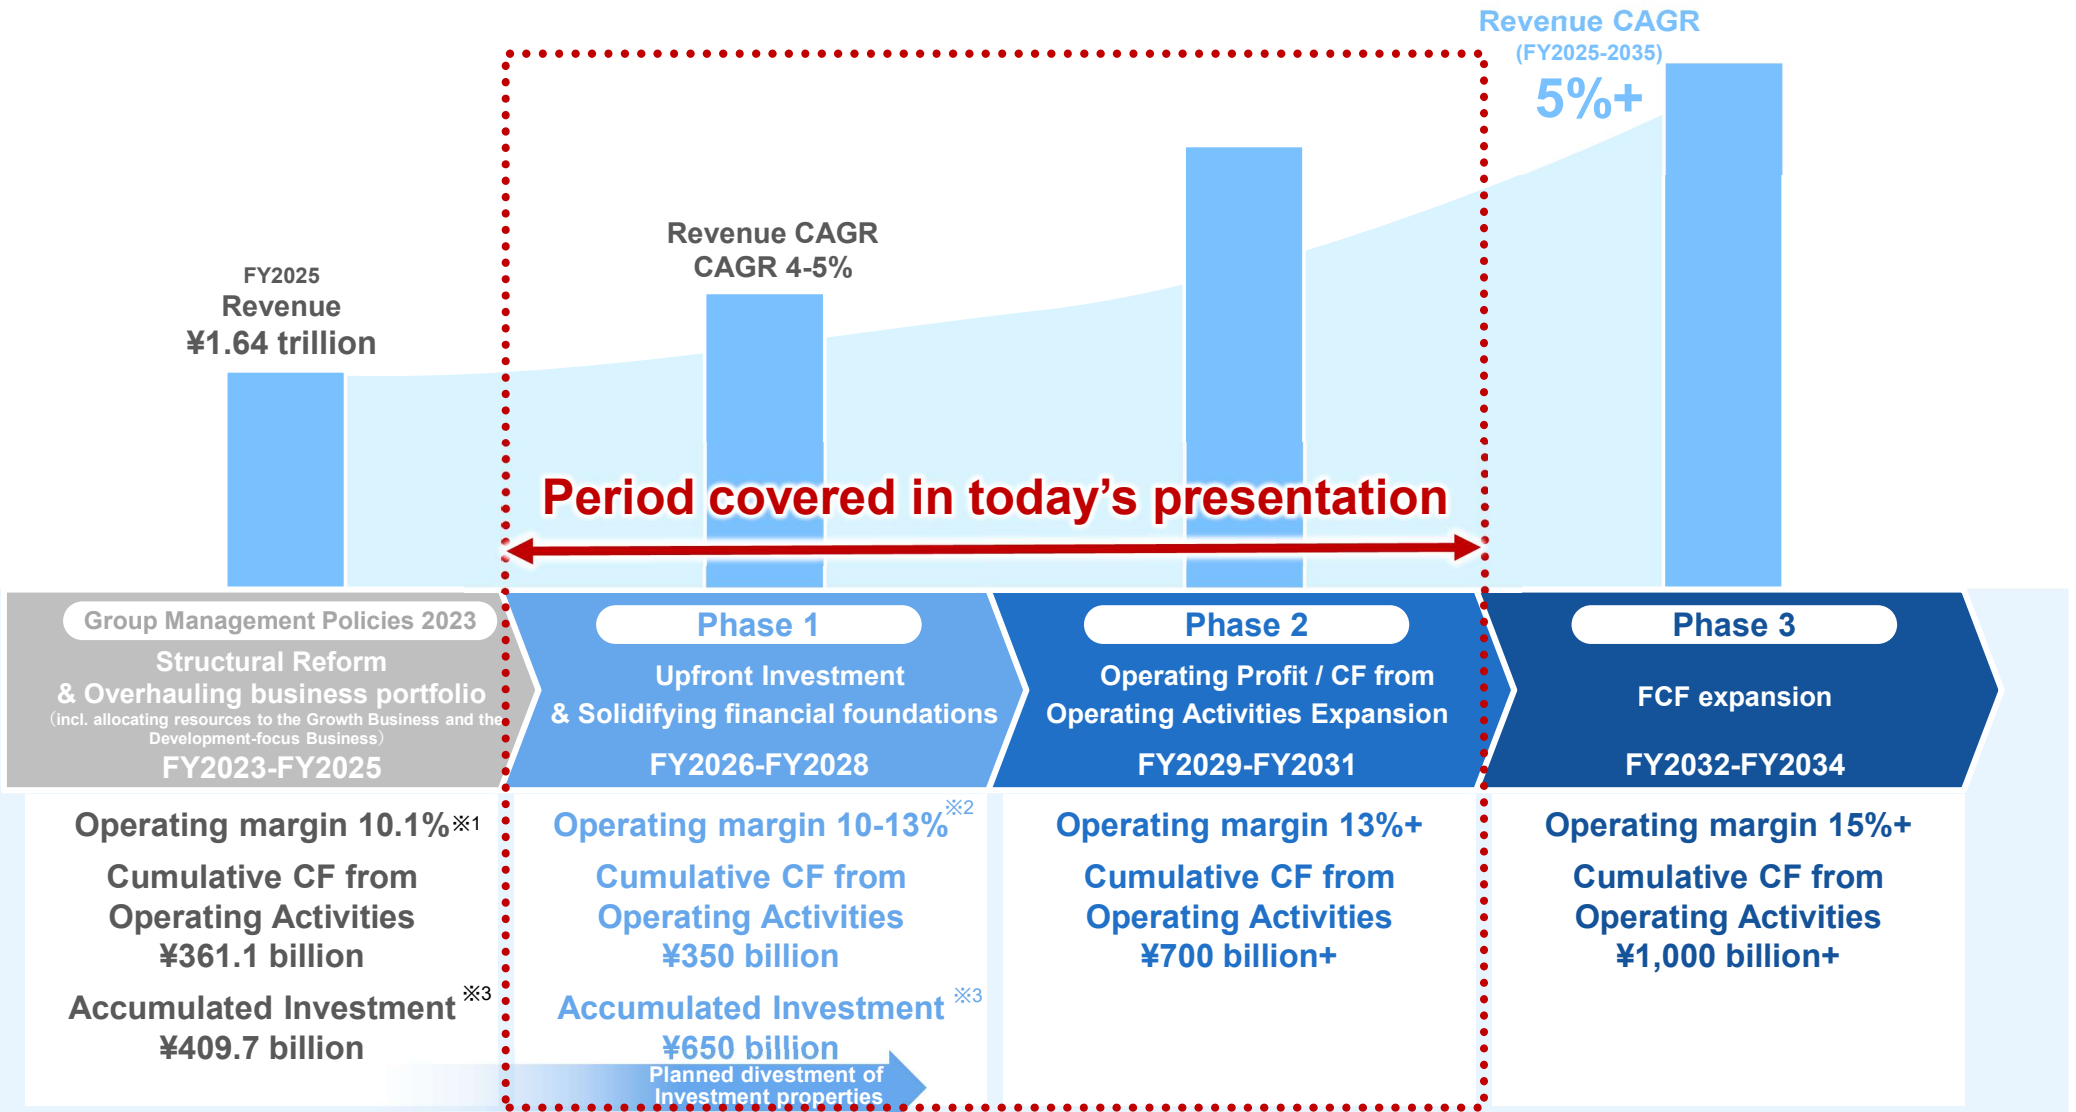 Revenue CAGR
(FY2025-2035)
5%+
Revenue CAGR
CAGR 4-5%
FY2025
Revenue
¥1.64 trillion
Period covered in today’s presentation
Group Management Policies 2023
Structural Reform
& Overhauling business portfolio
（incl. allocating resources to the Growth Business and the
Development-focus Business）
FY2023-FY2025
Phase 1
Upfront Investment
& Solidifying financial foundations
FY2026-FY2028
Phase 2
Operating Profit / CF from
Operating Activities Expansion
FY2029-FY2031
Phase 3
FCF expansion
FY2032-FY2034
Operating margin 10.1%※1
Cumulative CF from
Operating Activities
¥361.1 billion
Accumulated Investment ※3
¥409.7 billion
Operating margin 10-13%※2
Cumulative CF from
Operating Activities
¥350 billion
Accumulated Investment ※3
¥650 billion
Planned divestment of
Investment properties
Operating margin 13%+
Cumulative CF from
Operating Activities
¥700 billion+
Operating margin 15%+
Cumulative CF from
Operating Activities
¥1,000 billion+